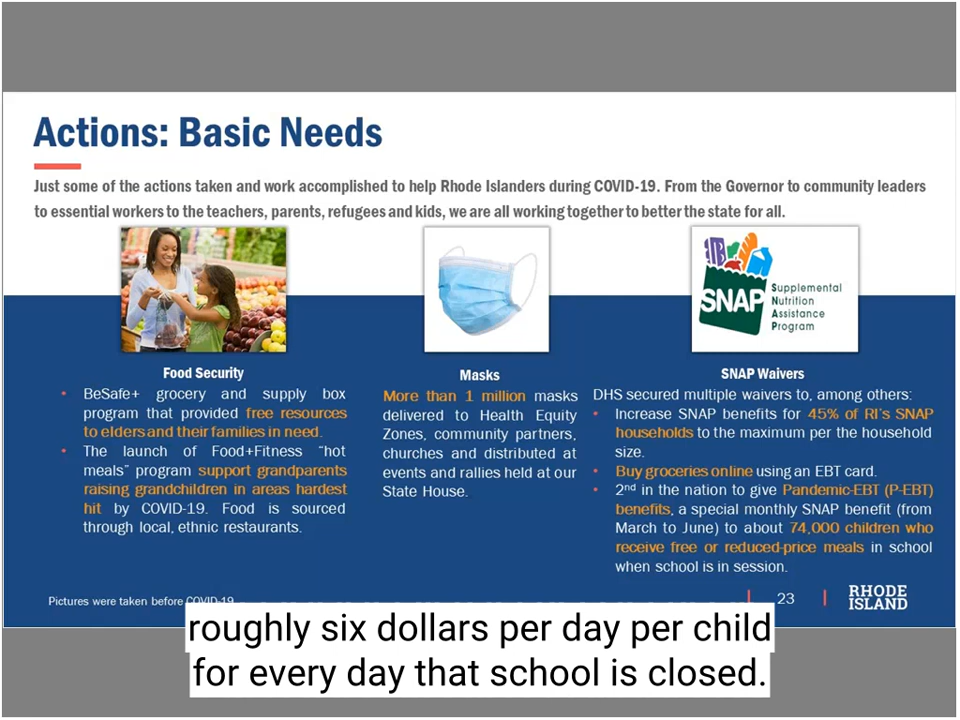 Actions: Basic Needs
Just some of the actions taken and work accomplished to help Rhode Islanders during COVID-19. From the Governor to community leaders
to essential workers to the teachers, parents, refugees and kids, we are all working together to better the state for all.
SNAP
Supplemental
Nutrition
Assistance
Program
Food Security
• BeSafe+ grocery and supply box
program that provided free resources
to elders and their families in need.
• The launch of Food+Fitness “hot
meals” program support grandparents
raising grandchildren in areas hardest
hit by COVID-19. Food is sourced
through local, ethnic restaurants.
Masks
More than 1 million masks
delivered to Health Equity
Zones, community partners,
churches and distributed at
events and rallies held at our
State House.
SNAP Waivers
DHS secured multiple waivers to, among others:
• Increase SNAP benefits for 45% of RI's SNAP
households to the maximum per the household
size.
• Buy groceries online using an EBT card.
• 2nd in the nation to give Pandemic-EBT (P-EBT)
benefits, a special monthly SNAP benefit (from
March to June) to about 74,000 children who
receive free or reduced-price meals in school
when school is in session.
Pictures were taken before COVID-19
| 23 |
RHODE
ISLAND
roughly six dollars per day per child
for every day that school is closed.